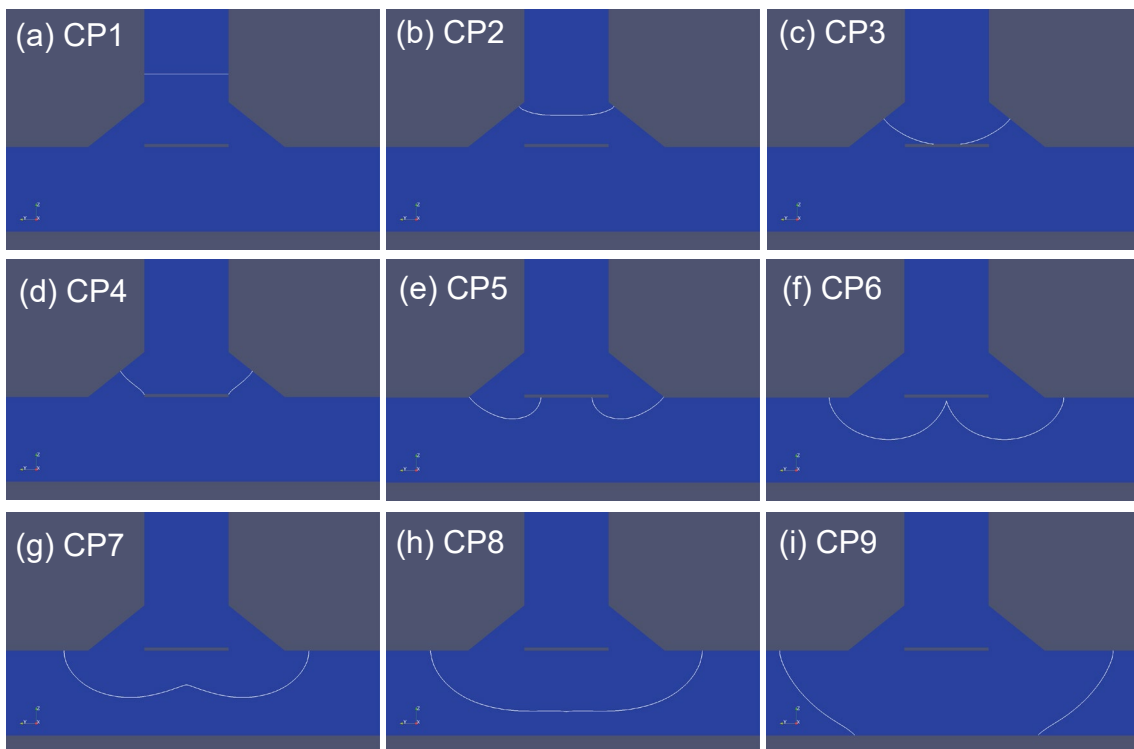 (a) CP1
(b) CP2
(c) CP3
(d) CP4
(e) CP5
(f) CP6
(g) CP7
(h) CP8
(i) CP9